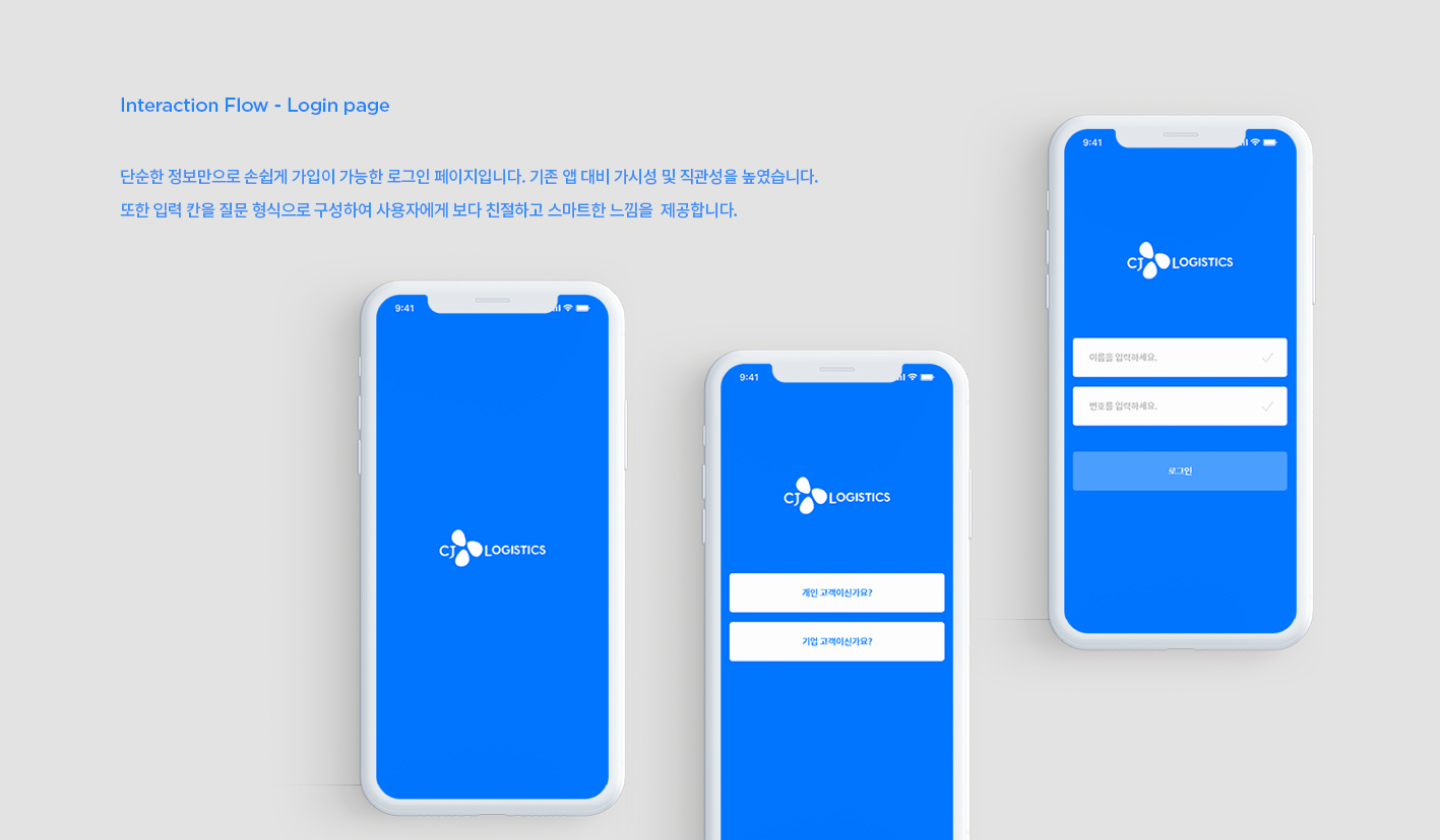 Interaction Flow - Login page
단순한 정보만으로 손쉽게 가입이 가능한 로그인 페이지입니다. 기존 앱 대비 가시성 및 직관성을 높였습니다.
또한 입력 칸을 질문 형식으로 구성하여 사용자에게 보다 친절하고 스마트한 느낌을 제공합니다.
9:41
CJ LOGISTICS
9:41
CJ LOGISTICS
개인 고객이신가요?
기업 고객이신가요?
9:41
CJ LOGISTICS
이름을 입력하세요.
번호를 입력하세요.
로그인